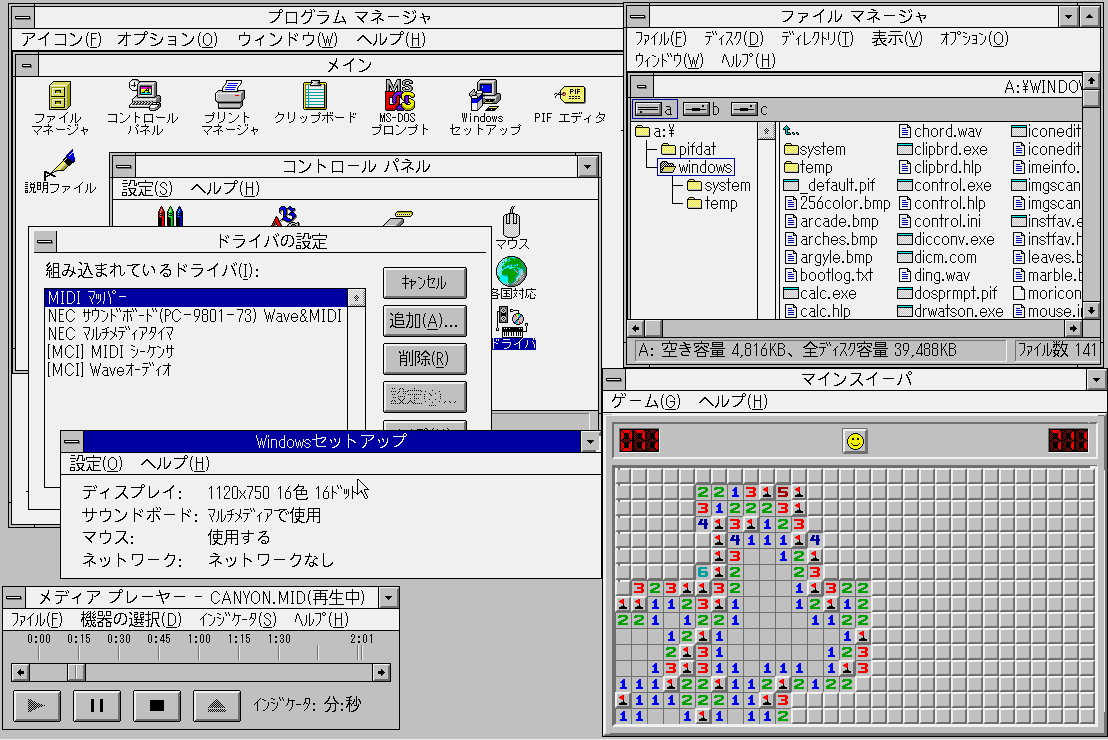 プログラム マネージャ
アイコン(F) オプション(O) ウィンドウ(W) ヘルプ(H)
メイン
ファイル マネージャ
コントロール パネル
プリント マネージャ
クリップボード
MS-DOS プロンプト
Windows セットアップ
PIF エディタ
説明ファイル
コントロール パネル
設定(S) ヘルプ(H)
マウス
各国対応
ドライバ
ドライバの設定
組み込まれているドライバ(I):
MIDI マッパー
NEC サウンドボード(PC-9801-73) Wave&MIDI
NEC マルチメディアタイマ
[MCI] MIDI シーケンサ
[MCI] Waveオーディオ
キャンセル
追加(A)...
削除(R)
Windowsセットアップ
設定(O) ヘルプ(H)
ディスプレイ: 1120x750 16色 16ドット
サウンドボード: マルチメディアで使用
マウス: 使用する
ネットワーク: ネットワークなし
メディア プレーヤー - CANYON.MID(再生中)
ファイル(F) 機器の選択(D) インジケータ(S) ヘルプ(H)
0:00 0:15 0:30 0:45 1:00 1:15 1:30 2:01
インジケータ: 分:秒
ファイル マネージャ
ファイル(F) ディスク(D) ディレクトリ(T) 表示(V) オプション(O)
ウィンドウ(W) ヘルプ(H)
A:¥WINDOV
a b c
a:¥
pifdat
windows
system
temp
system
temp
_default.pif
256color.bmp
arcade.bmp
arches.bmp
argyle.bmp
bootlog.txt
calc.exe
calc.hlp
chord.wav
clipbrd.exe
clipbrd.hlp
control.exe
control.hlp
control.ini
dicconv.exe
dicm.com
ding.wav
dosprmpt.pif
drwatson.exe
iconedit
iconedit
imeinfo.
imgscan
imgscan
instfav.e
instfav.h
leaves.b
marble.b
moricon
mouse.i
A: 空き容量 4,816KB、全ディスク容量 39,488KB
ファイル数 141
マインスイーパ
ゲーム(G) ヘルプ(H)